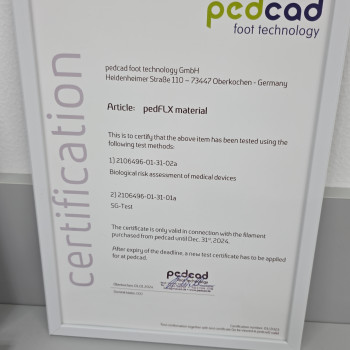 pedcad
foot technology
certification
pedcad foot technology GmbH
Heidenheimer Straße 110 – 73447 Oberkochen - Germany
Article: pedFLX material
This is to certify that the above item has been tested using the
following test methods:
1) 2106496-01-31-02a
Biological risk assessment of medical devices
2) 2106496-01-31-01a
SG-Test
The certificate is only valid in connection with the filament
purchased from pedcad until Dec. 31st, 2024.
After expiry of the deadline, a new test certificate has to be applied
for at pedcad.
pedcad
foot technology